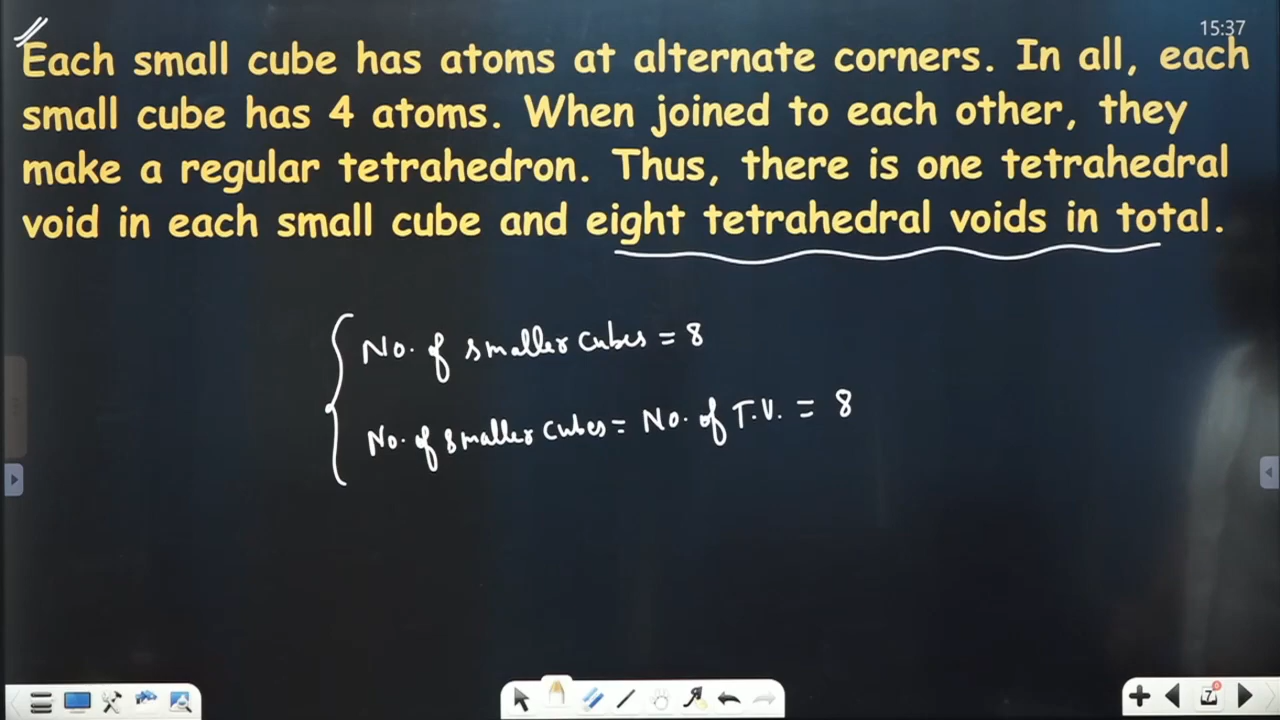 15:37
Each small cube has atoms at alternate corners. In all, each
small cube has 4 atoms. When joined to each other, they
make a regular tetrahedron. Thus, there is one tetrahedral
void in each small cube and eight tetrahedral voids in total.
No. of smaller cubes = 8
No. of smaller cubes = No. of T.V. = 8